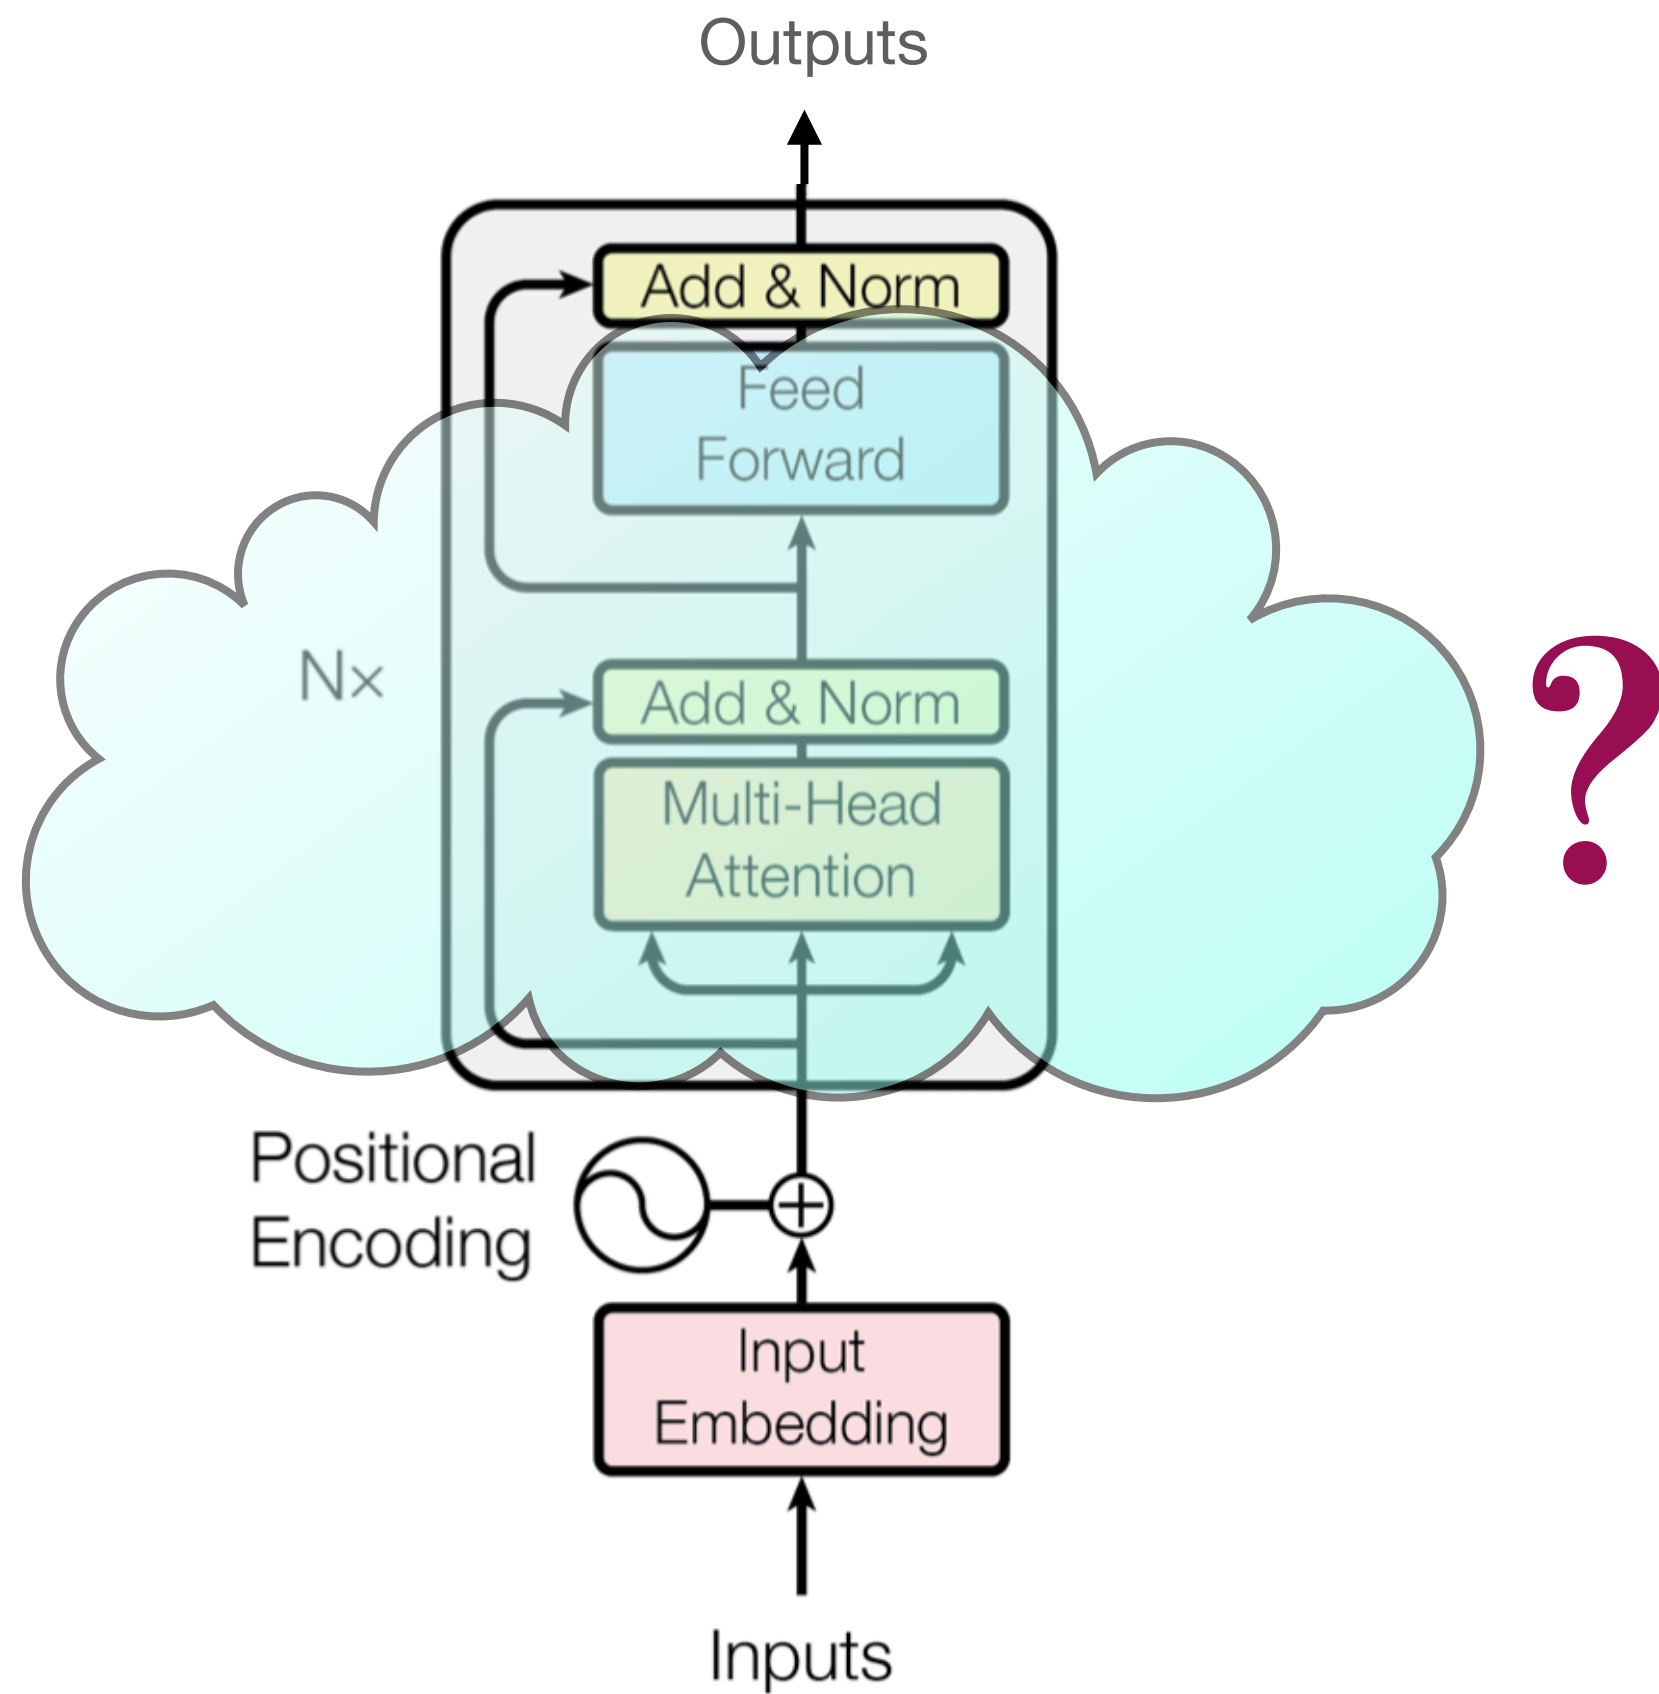 Outputs
Add & Norm
Feed
Forward
Nx
Add & Norm
Multi-Head
Attention
?
Positional
Encoding
Input
Embedding
Inputs